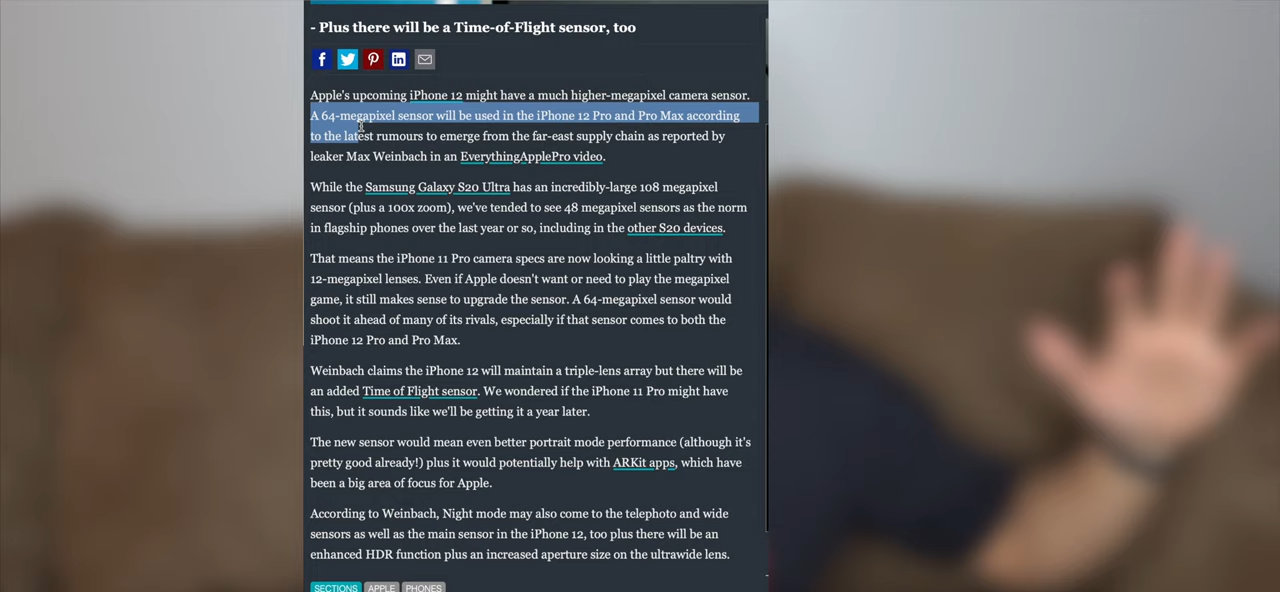 - Plus there will be a Time-of-Flight sensor, too
Apple's upcoming iPhone 12 might have a much higher-megapixel camera sensor.
A 64-megapixel sensor will be used in the iPhone 12 Pro and Pro Max according
to the latest rumours to emerge from the far-east supply chain as reported by
leaker Max Weinbach in an EverythingApplePro video.
While the Samsung Galaxy S20 Ultra has an incredibly-large 108 megapixel
sensor (plus a 100x zoom), we've tended to see 48 megapixel sensors as the norm
in flagship phones over the last year or so, including in the other S20 devices.
That means the iPhone 11 Pro camera specs are now looking a little paltry with
12-megapixel lenses. Even if Apple doesn't want or need to play the megapixel
game, it still makes sense to upgrade the sensor. A 64-megapixel sensor would
shoot it ahead of many of its rivals, especially if that sensor comes to both the
iPhone 12 Pro and Pro Max.
Weinbach claims the iPhone 12 will maintain a triple-lens array but there will be
an added Time of Flight sensor. We wondered if the iPhone 11 Pro might have
this, but it sounds like we'll be getting it a year later.
The new sensor would mean even better portrait mode performance (although it's
pretty good already!) plus it would potentially help with ARKit apps, which have
been a big area of focus for Apple.
According to Weinbach, Night mode may also come to the telephoto and wide
sensors as well as the main sensor in the iPhone 12, too plus there will be an
enhanced HDR function plus an increased aperture size on the ultrawide lens.
SECTIONS APPLE PHONES